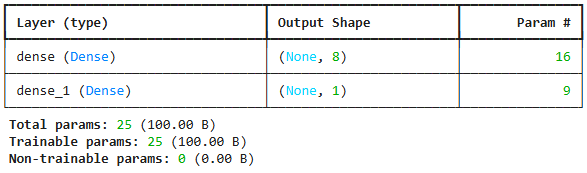 Layer (type) Output Shape Param #
dense (Dense) (None, 8) 16
dense_1 (Dense) (None, 1) 9
Total params: 25 (100.00 B)
Trainable params: 25 (100.00 B)
Non-trainable params: 0 (0.00 B)